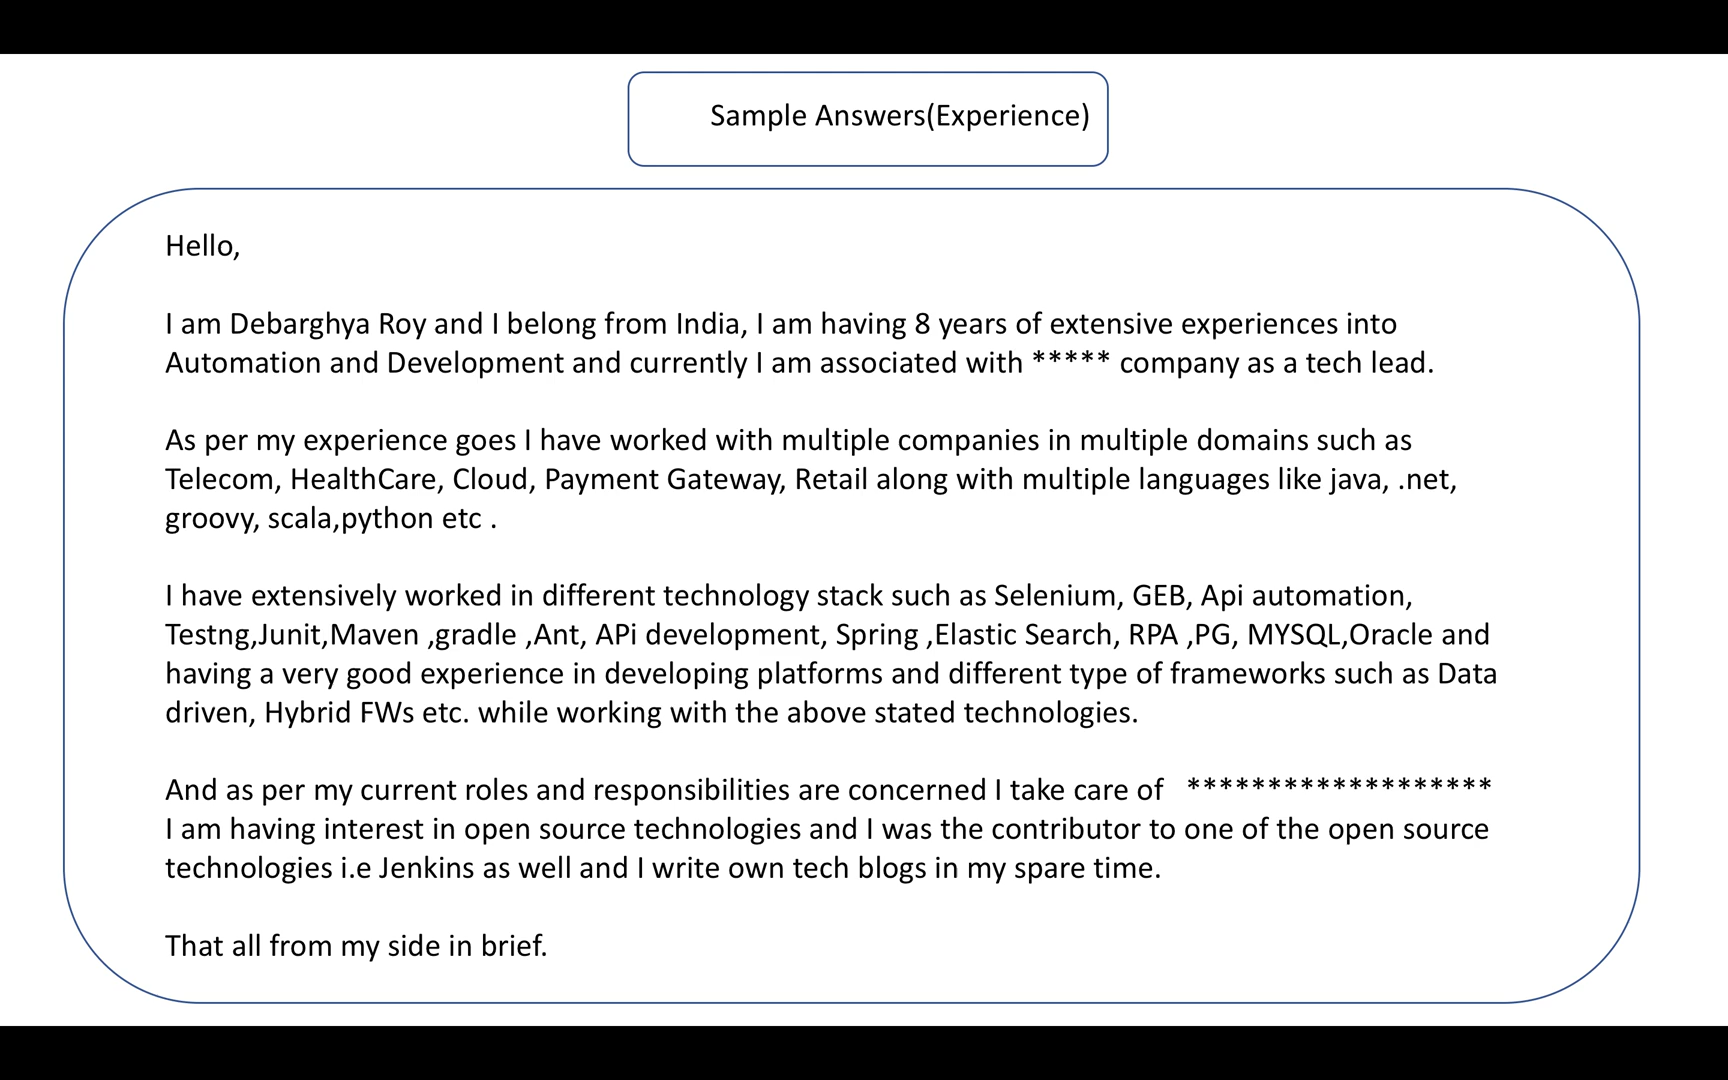 Sample Answers(Experience)
Hello,
I am Debarghya Roy and I belong from India, I am having 8 years of extensive experiences into
Automation and Development and currently I am associated with ***** company as a tech lead.
As per my experience goes I have worked with multiple companies in multiple domains such as
Telecom, HealthCare, Cloud, Payment Gateway, Retail along with multiple languages like java, .net,
groovy, scala,python etc .
I have extensively worked in different technology stack such as Selenium, GEB, Api automation,
Testng,Junit,Maven ,gradle ,Ant, APi development, Spring ,Elastic Search, RPA ,PG, MYSQL,Oracle and
having a very good experience in developing platforms and different type of frameworks such as Data
driven, Hybrid FWs etc. while working with the above stated technologies.
And as per my current roles and responsibilities are concerned I take care of *******************
I am having interest in open source technologies and I was the contributor to one of the open source
technologies i.e Jenkins as well and I write own tech blogs in my spare time.
That all from my side in brief.